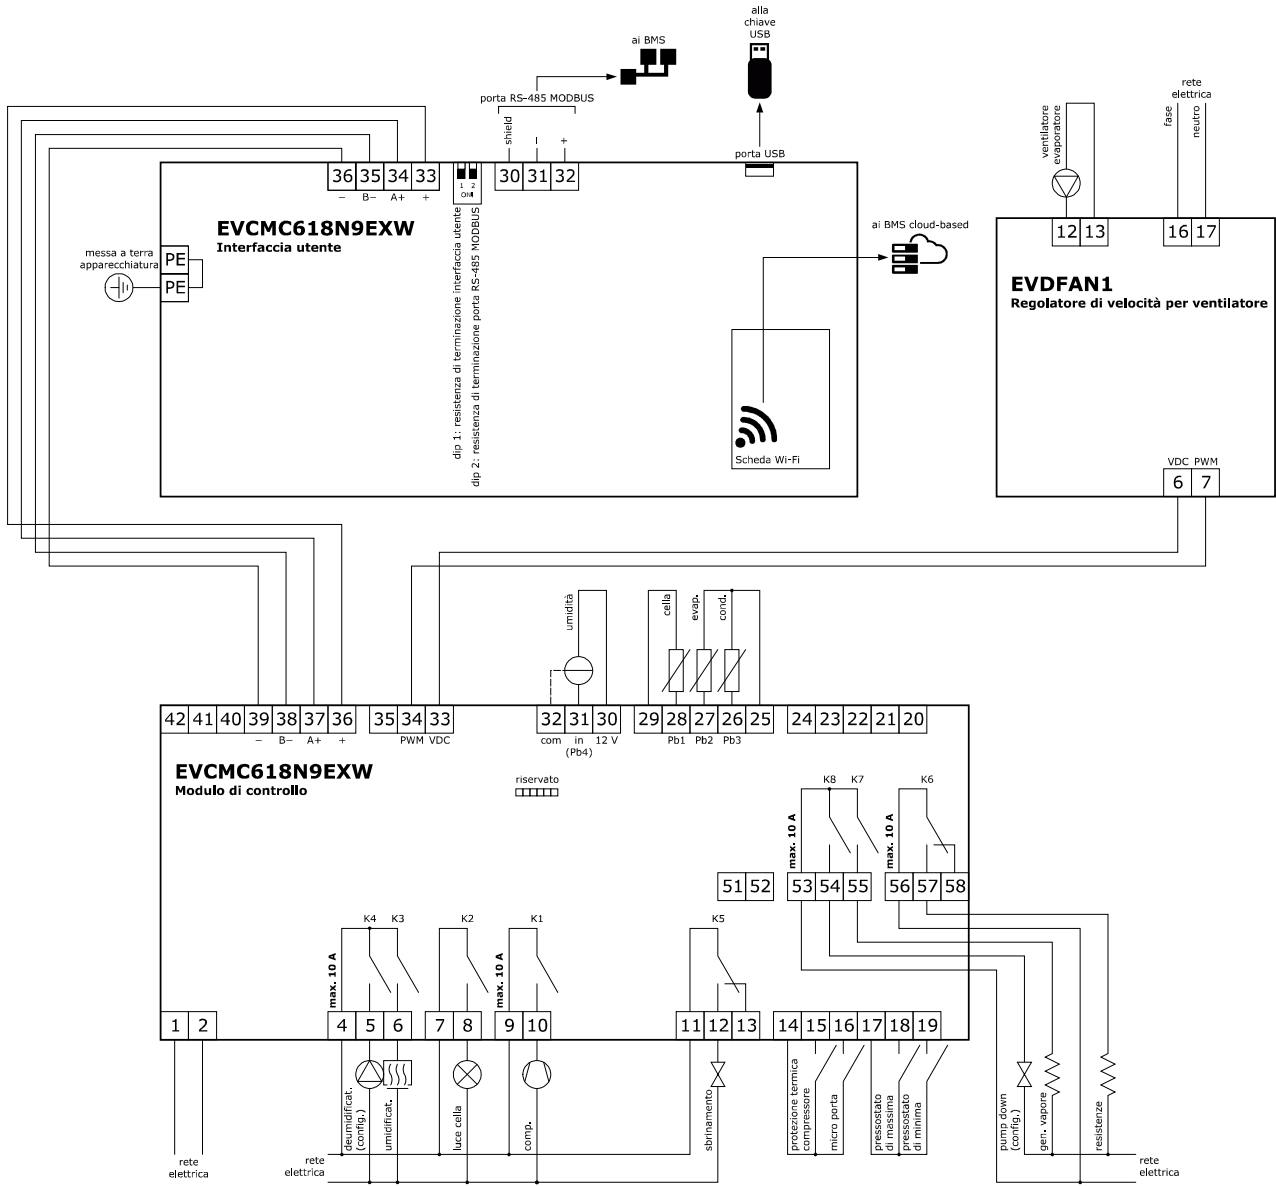 alla
chiave
USB
ai BMS
porta RS-485 MODBUS
shield
–
+
porta USB
rete
elettrica
fase
neutro
ventilatore
evaporatore
36 35 34 33
– B– A+ +
1 2
ON
30 31 32
12 13
16 17
EVCMC618N9EXW
Interfaccia utente
messa a terra
apparecchiatura
PE
PE
dip 1: resistenza di terminazione interfaccia utente
dip 2: resistenza di terminazione porta RS-485 MODBUS
ai BMS cloud-based
Scheda Wi-Fi
EVDFAN1
Regolatore di velocità per ventilatore
VDC PWM
6 7
umidità
cella
evap.
cond.
42 41 40 39 38 37 36
– B– A+ +
35 34 33
PWM VDC
32 31 30
com in 12 V
(Pb4)
29 28 27 26 25
Pb1 Pb2 Pb3
24 23 22 21 20
EVCMC618N9EXW
Modulo di controllo
riservato
K8 K7
K6
max. 10 A
max. 10 A
51 52
53 54 55
56 57 58
K4 K3
K2
K1
K5
max. 10 A
max. 10 A
1 2
4 5 6
7 8
9 10
11 12 13
14 15 16 17 18 19
deumidificat.
(config.)
umidificat.
luce cella
comp.
sbrinamento
protezione termica
compressore
micro porta
pressostato
di massima
pressostato
di minima
pump down
(config.)
gen. vapore
resistenze
rete
elettrica
rete
elettrica
rete
elettrica